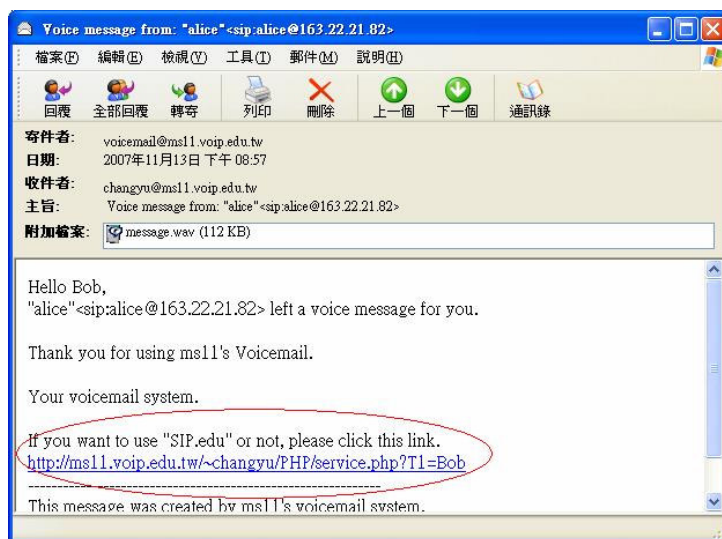 Voice message from: "alice"<sip:alice@163.22.21.82>
檔案(F) 編輯(E) 檢視(V) 工具(T) 郵件(M) 說明(H)
回覆 全部回覆 轉寄 列印 刪除 上一個 下一個 通訊錄
寄件者: voicemail@ms11.voip.edu.tw
日期: 2007年11月13日 下午 08:57
收件者: changyu@ms11.voip.edu.tw
主旨: Voice message from: "alice"<sip:alice@163.22.21.82>
附加檔案: message.wav (112 KB)
Hello Bob,
"alice"<sip:alice@163.22.21.82> left a voice message for you.
Thank you for using ms11's Voicemail.
Your voicemail system.
If you want to use "SIP.edu" or not, please click this link.
http://ms11.voip.edu.tw/~changyu/PHP/service.php?T1=Bob
------------------------------------------------------------
This message was created by ms11's voicemail system.